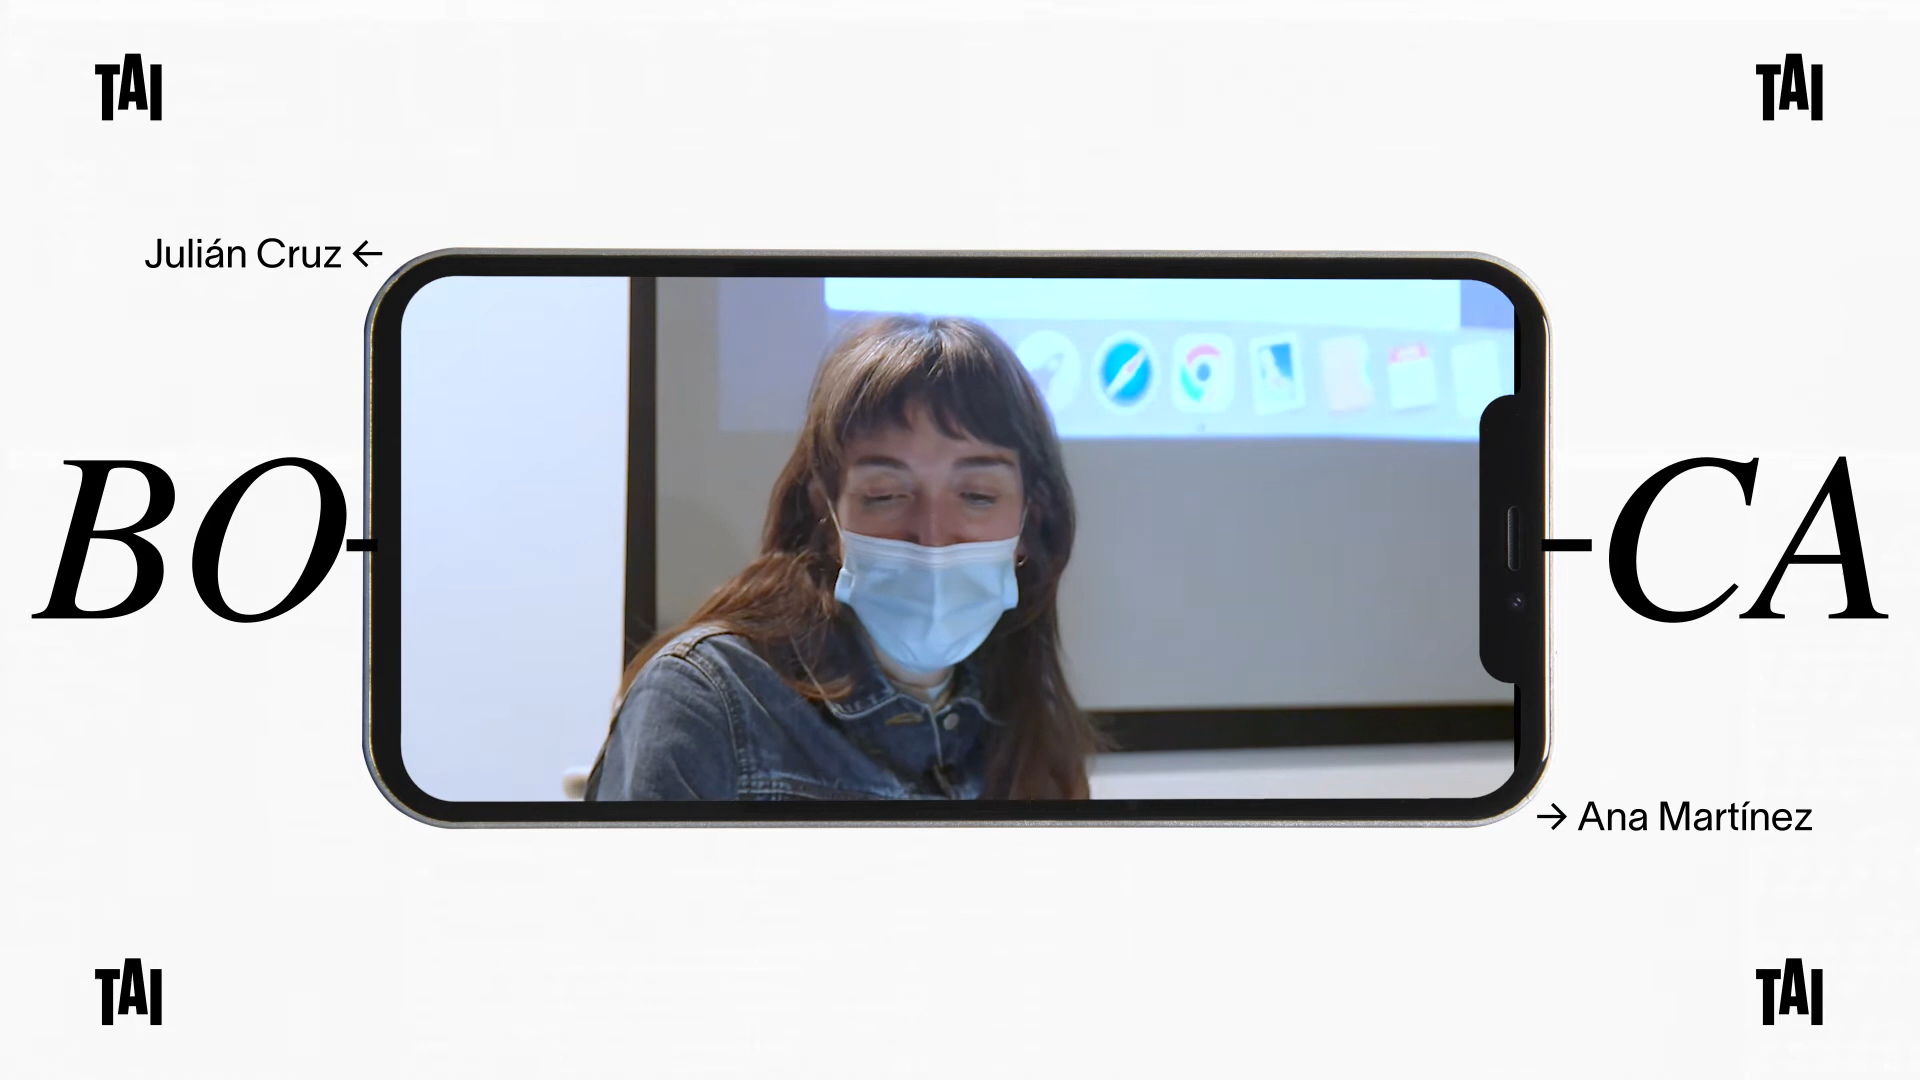 TAI
TAI
Julián Cruz ←
BO-
-CA
→ Ana Martínez
TAI
TAI